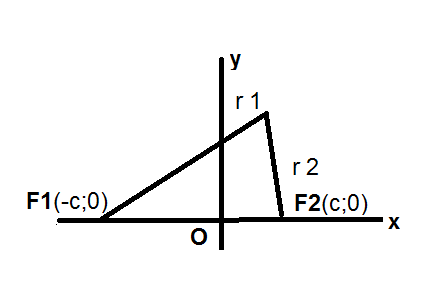 y
r 1
r 2
F1(-c;0)
F2(c;0)
x
O